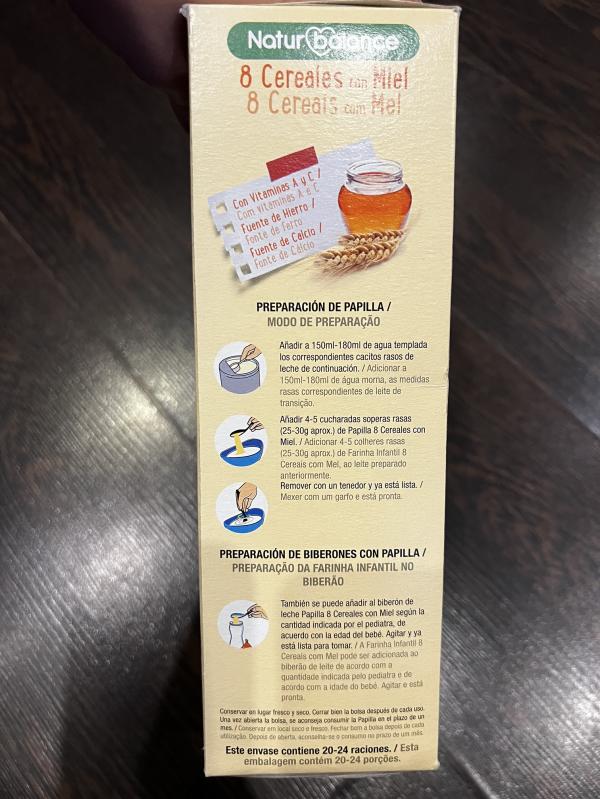 Natur balance
8 Cereales con Miel
8 Cereais com Mel
Con Vitaminas A y C /
Com vitaminas A e C
Fuente de Hierro /
Fonte de Ferro
Fuente de Calcio /
Fonte de Cálcio
PREPARACIÓN DE PAPILLA /
MODO DE PREPARAÇÃO
Añadir a 150ml-180ml de agua templada
los correspondientes cacitos rasos de
leche de continuación. / Adicionar a
150ml-180ml de água morna, as medidas
rasas correspondientes de leite de
transição.
Añadir 4-5 cucharadas soperas rasas
(25-30g aprox.) de Papilla 8 Cereales con
Miel. / Adicionar 4-5 colheres rasas
(25-30g aprox.) de Farinha Infantil 8
Cereais com Mel, ao leite preparado
anteriormente.
Remover con un tenedor y ya está lista. /
Mexer com um garfo e está pronta.
PREPARACIÓN DE BIBERONES CON PAPILLA /
PREPARAÇÃO DA FARINHA INFANTIL NO
BIBERÃO
También se puede añadir al biberón de
leche Papilla 8 Cereales con Miel según la
cantidad indicada por el pediatra, de
acuerdo con la edad del bebé. Agitar y ya
está lista para tomar. / A Farinha Infantil 8
Cereais com Mel pode ser adicionada ao
biberão de leite de acordo com a
quantidade indicada pelo pediatra e de
acordo com a idade do bebé. Agitar e está
pronta.
Conservar en lugar fresco y seco. Cerrar bien la bolsa después de cada uso.
Una vez abierta la bolsa, se aconseja consumir la Papilla en el plazo de un
mes. / Conservar em local seco e fresco. Fechar bem a bolsa depois de cada
utilização. Depois de aberta, aconselha-se o consumo no prazo de um mês.
Este envase contiene 20-24 raciones. / Esta
embalagem contém 20-24 porções.